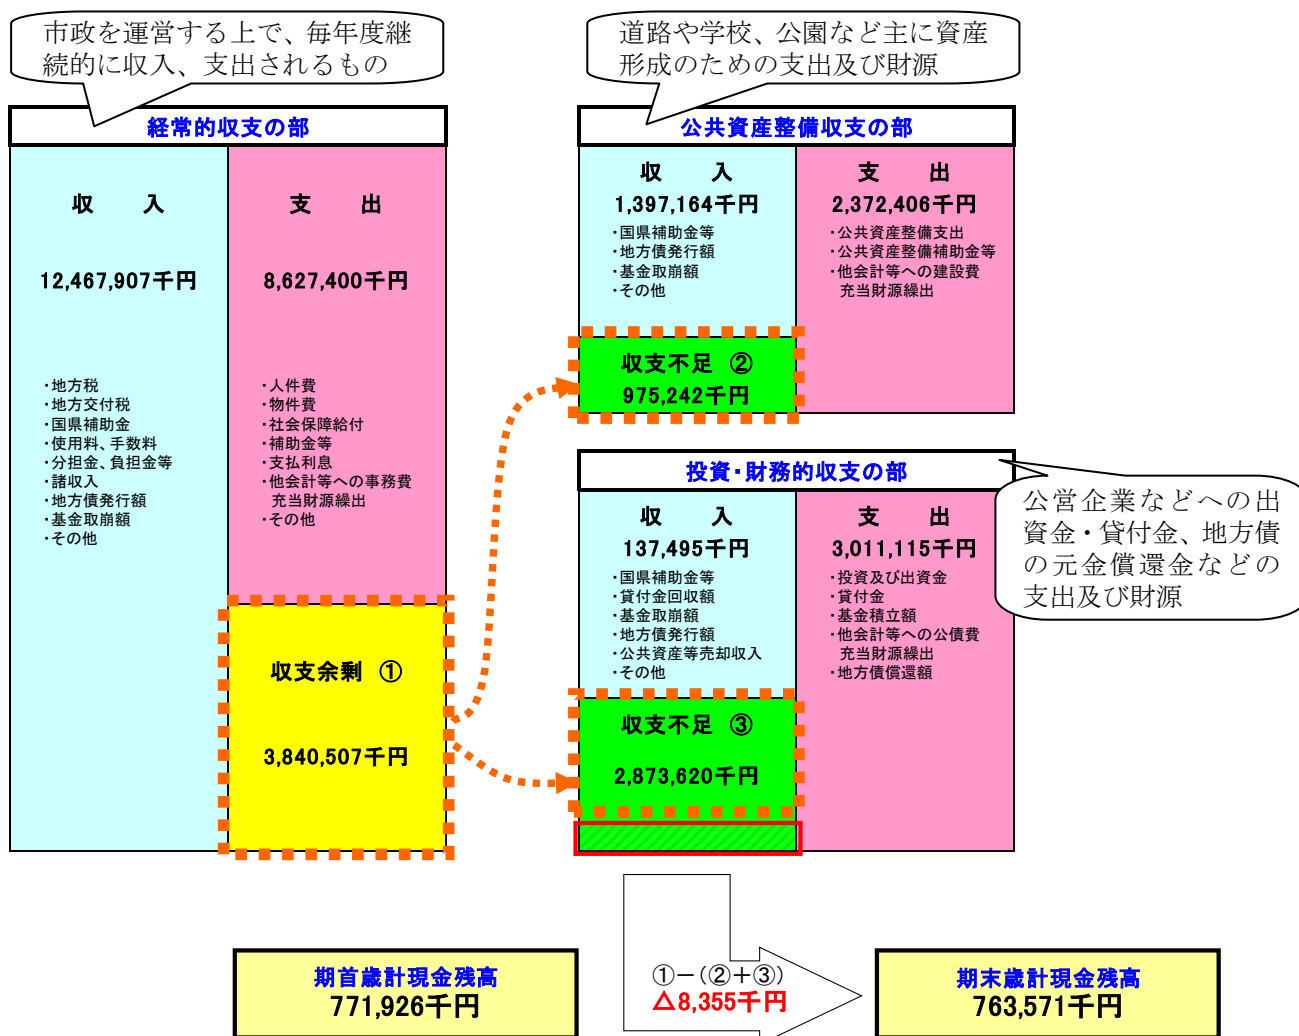 市政を運営する上で、毎年度継
続的に収入、支出されるもの
経常的収支の部
収　入
12,467,907千円
・地方税
・地方交付税
・国県補助金
・使用料、手数料
・分担金、負担金等
・諸収入
・地方債発行額
・基金取崩額
・その他
支　出
8,627,400千円
・人件費
・物件費
・社会保障給付
・補助金等
・支払利息
・他会計等への事務費
充当財源繰出
・その他
収支余剰 ①
3,840,507千円
道路や学校、公園など主に資産
形成のための支出及び財源
公共資産整備収支の部
収　入
1,397,164千円
・国県補助金等
・地方債発行額
・基金取崩額
・その他
収支不足 ②
975,242千円
支　出
2,372,406千円
・公共資産整備支出
・公共資産整備補助金等
・他会計等への建設費
充当財源繰出
投資・財務的収支の部
収　入
137,495千円
・国県補助金等
・貸付金回収額
・基金取崩額
・地方債発行額
・公共資産等売却収入
・その他
収支不足 ③
2,873,620千円
支　出
3,011,115千円
・投資及び出資金
・貸付金
・基金積立額
・他会計等への公債費
充当財源繰出
・地方債償還額
公営企業などへの出
資金・貸付金、地方債
の元金償還金などの
支出及び財源
期首歳計現金残高
771,926千円
①－(②＋③)
△8,355千円
期末歳計現金残高
763,571千円